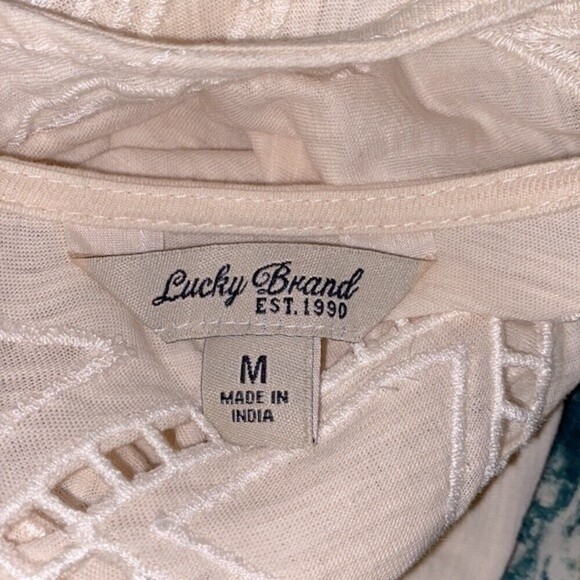 Lucky Brand
EST. 1990
M
MADE IN
INDIA